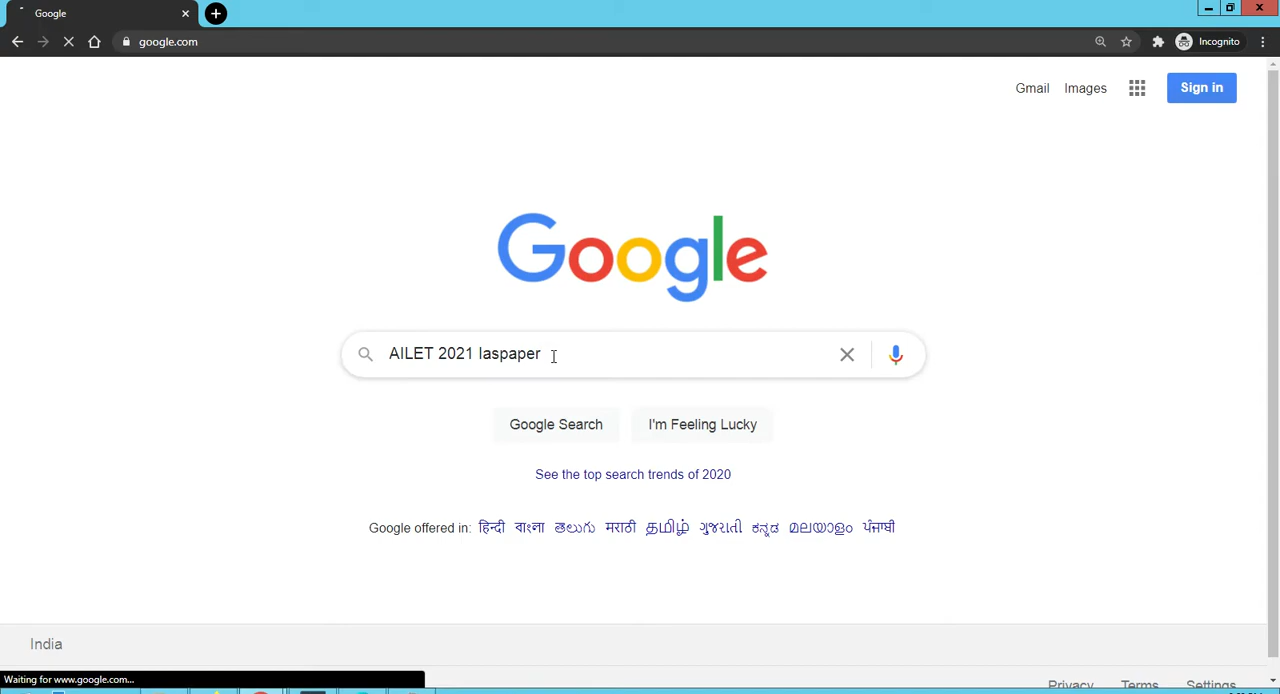 Google
google.com
Incognito
Gmail Images
Sign in
Google
AILET 2021 Iaspaper
Google Search I'm Feeling Lucky
See the top search trends of 2020
Google offered in: हिन्दी বাংলা తెలుగు मराठी தமிழ் ગુજરાતી ಕನ್ನಡ മലയാളം ਪੰਜਾਬੀ
India
Waiting for www.google.com...
Privacy Terms Settings